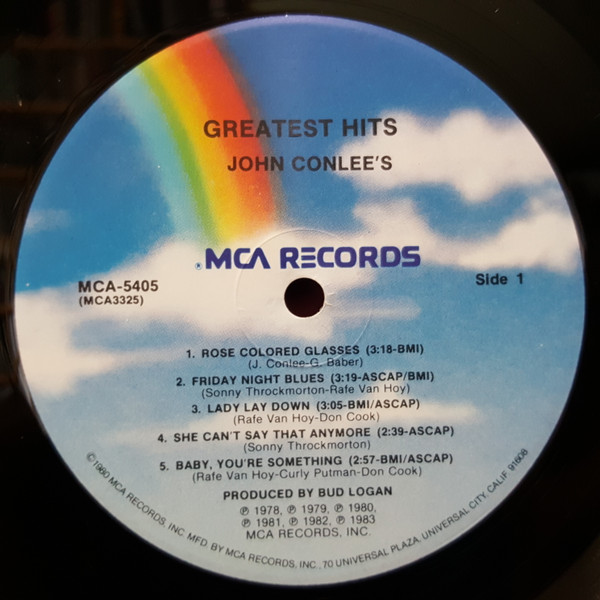 GREATEST HITS
JOHN CONLEE'S
® MCA RECORDS
MCA-5405
(MCA3325)
Side 1
1. ROSE COLORED GLASSES (3:18-BMI)
(J. Conlee-G. Baber)
2. FRIDAY NIGHT BLUES (3:19-ASCAP/BMI)
(Sonny Throckmorton-Rafe Van Hoy)
3. LADY LAY DOWN (3:05-BMI/ASCAP)
(Rafe Van Hoy-Don Cook)
4. SHE CAN'T SAY THAT ANYMORE (2:39-ASCAP)
(Sonny Throckmorton)
5. BABY, YOU'RE SOMETHING (2:57-BMI/ASCAP)
(Rafe Van Hoy-Curly Putman-Don Cook)
PRODUCED BY BUD LOGAN
℗ 1978, ℗ 1979, ℗ 1980,
℗ 1981, ℗ 1982, ℗ 1983
MCA RECORDS, INC.
©1980 MCA RECORDS, INC. MFD. BY MCA RECORDS, INC., 70 UNIVERSAL PLAZA, UNIVERSAL CITY, CALIF. 91608